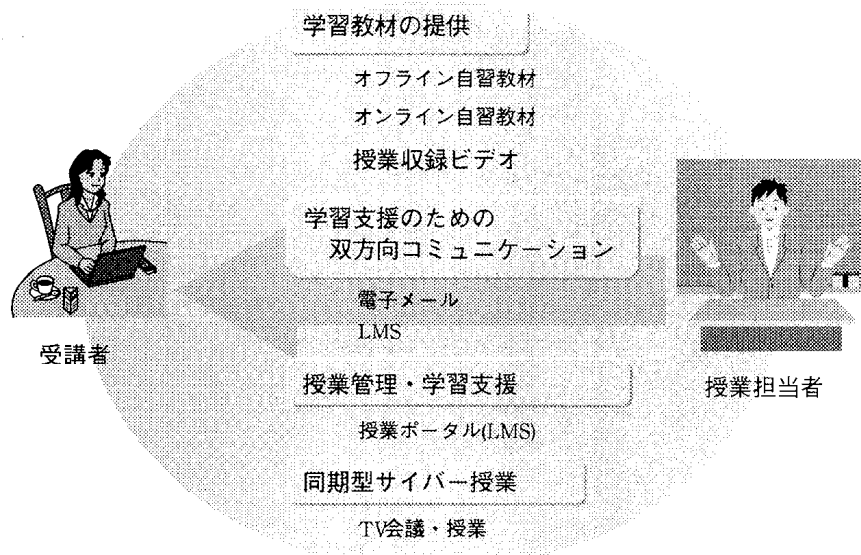 学習教材の提供
オフライン自習教材
オンライン自習教材
授業収録ビデオ
学習支援のための
双方向コミュニケーション
電子メール
LMS
受講者
授業管理・学習支援
授業担当者
授業ポータル(LMS)
同期型サイバー授業
TV会議・授業